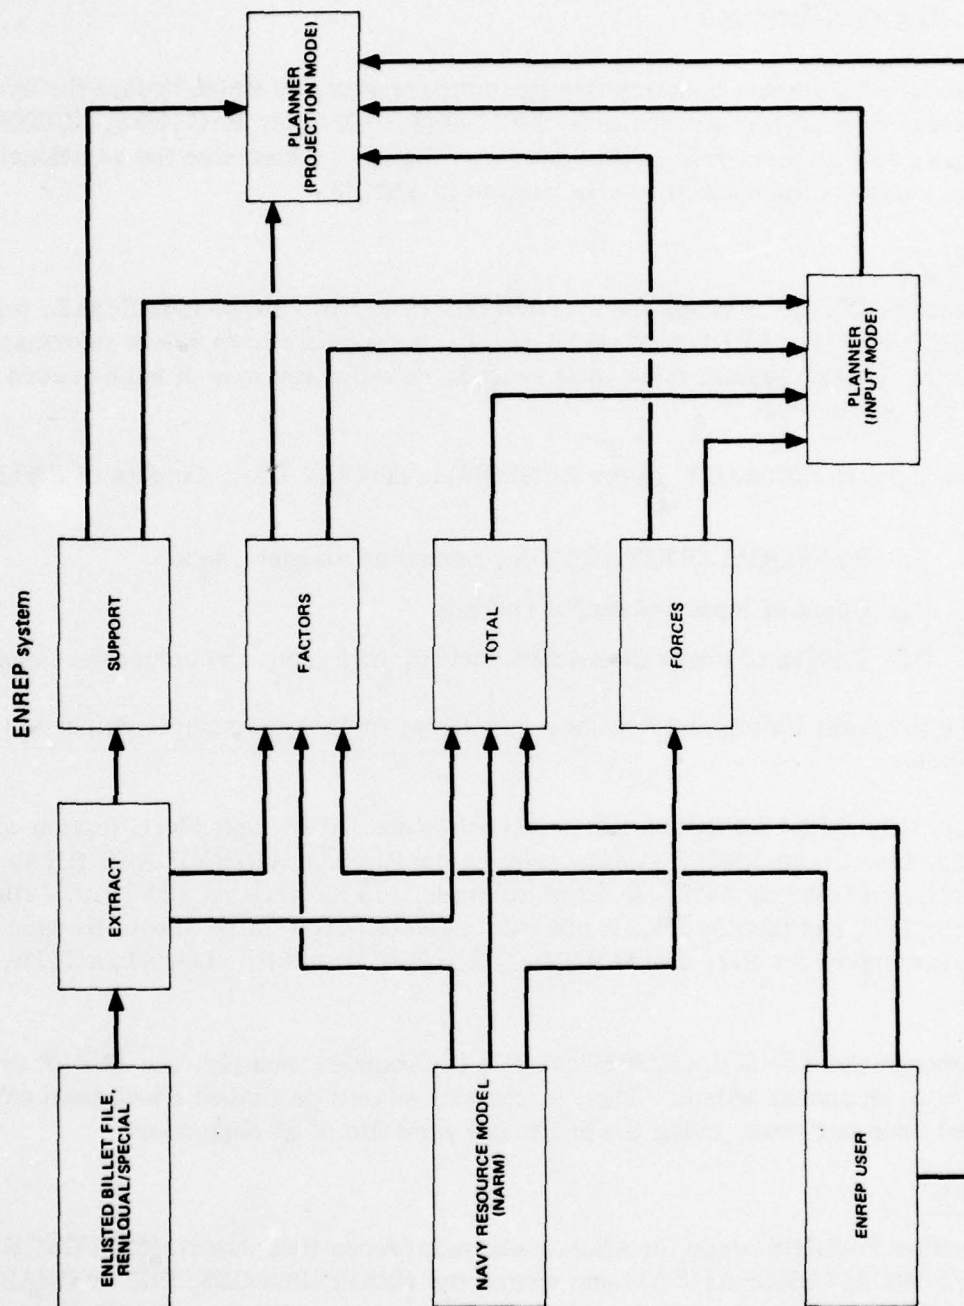 ENREP system
ENLISTED BILLET FILE,
RENLQUAL/SPECIAL
EXTRACT
SUPPORT
PLANNER
(PROJECTION MODE)
FACTORS
NAVY RESOURCE MODEL
(NARM)
TOTAL
FORCES
PLANNER
(INPUT MODE)
ENREP USER